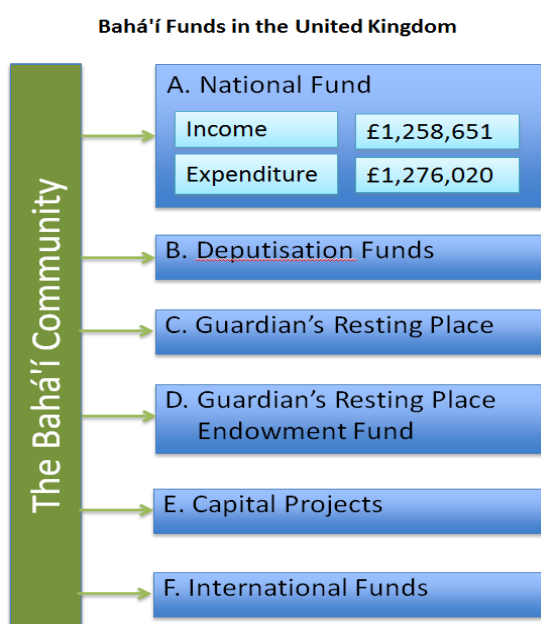 Bahá'í Funds in the United Kingdom
The Bahá'í Community
A. National Fund
Income £1,258,651
Expenditure £1,276,020
B. Deputisation Funds
C. Guardian’s Resting Place
D. Guardian’s Resting Place
Endowment Fund
E. Capital Projects
F. International Funds